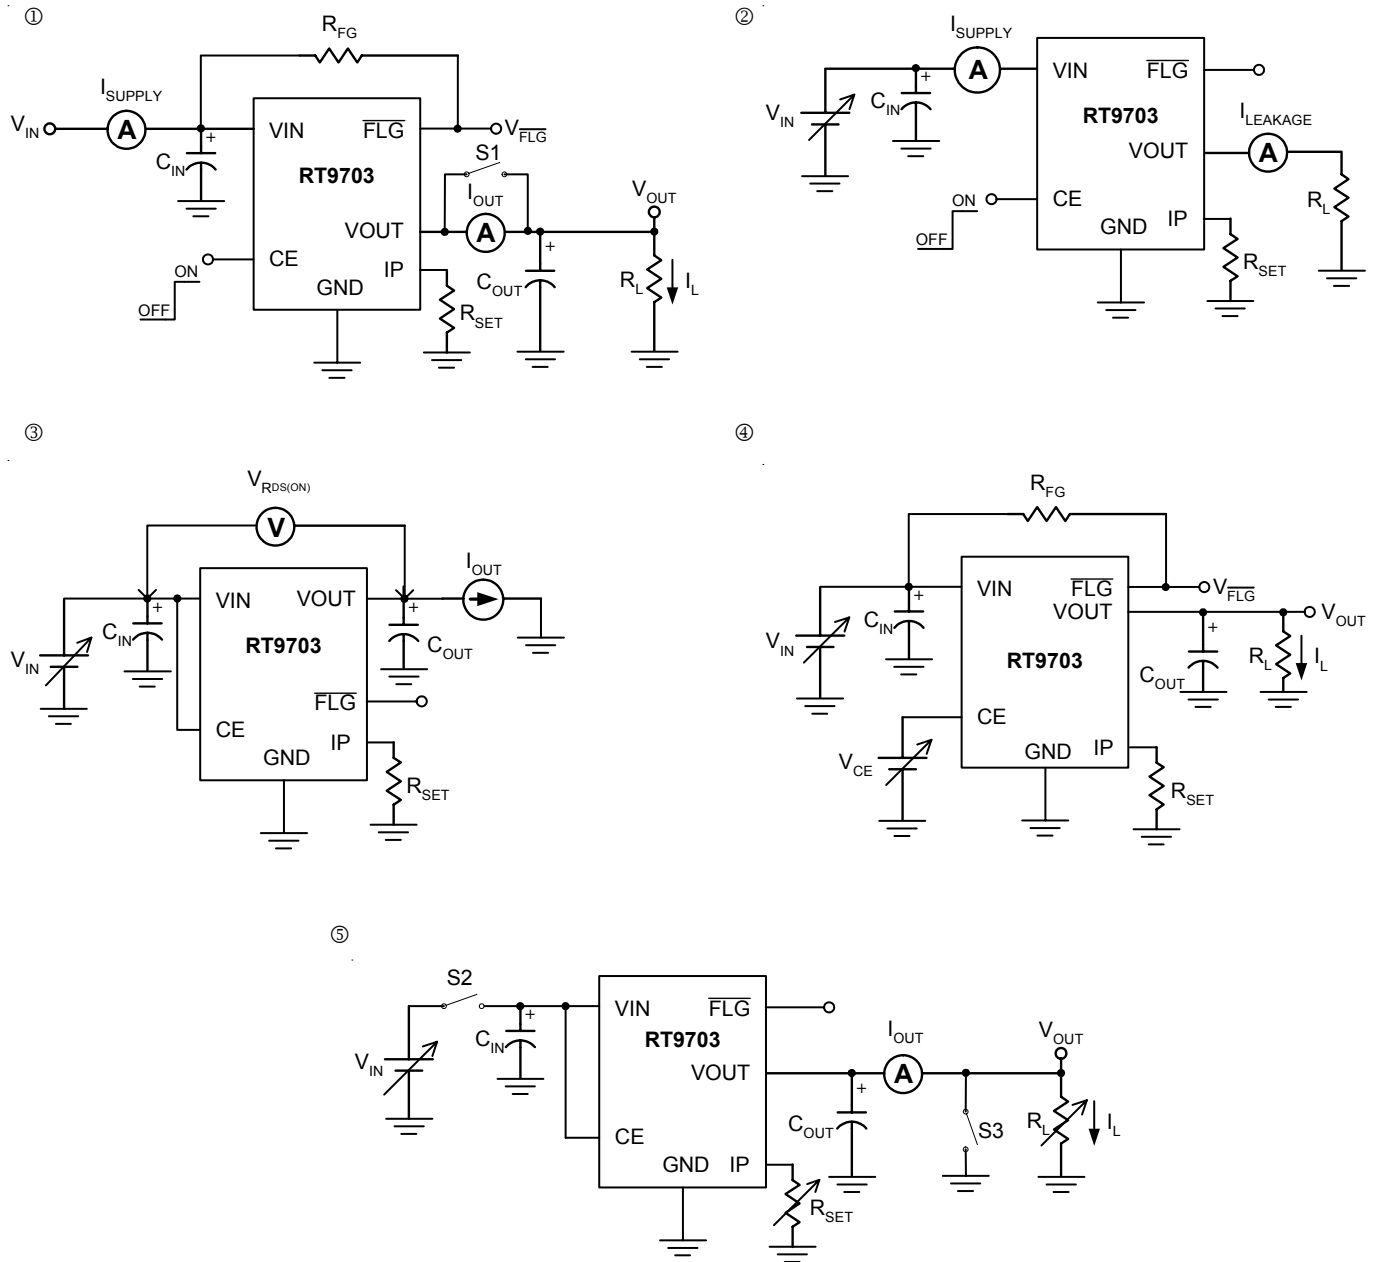 ①
R_FG
I_SUPPLY
V_IN
A
VIN
FLG
V_FLG
C_IN
S1
RT9703
I_OUT
V_OUT
VOUT
A
ON
CE
IP
OFF
GND
C_OUT
R_L
I_L
R_SET
②
I_SUPPLY
A
VIN
FLG
V_IN
C_IN
RT9703
I_LEAKAGE
VOUT
A
ON
CE
IP
R_L
OFF
GND
R_SET
③
V_RDS(ON)
V
I_OUT
VIN
VOUT
C_IN
RT9703
C_OUT
V_IN
FLG
CE
IP
GND
R_SET
④
R_FG
VIN
FLG
V_FLG
VOUT
V_OUT
C_IN
V_IN
RT9703
R_L
I_L
C_OUT
CE
IP
GND
V_CE
R_SET
⑤
S2
VIN
FLG
C_IN
RT9703
I_OUT
V_OUT
V_IN
VOUT
A
C_OUT
S3
R_L
I_L
CE
GND
IP
R_SET